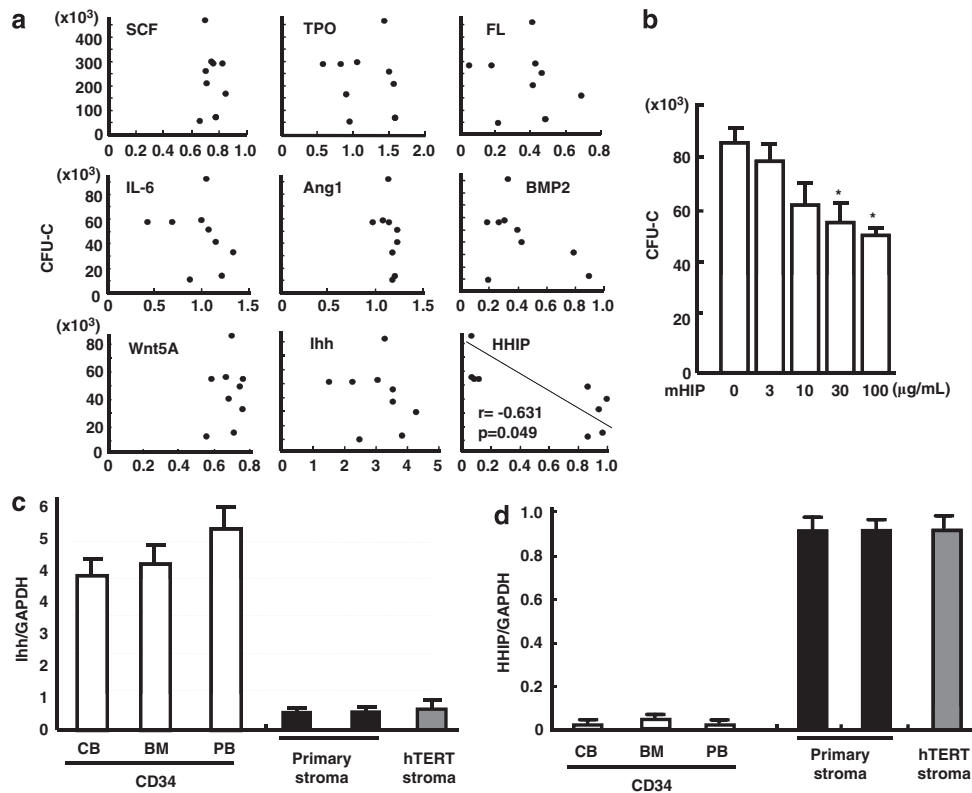 a
(x10³)
SCF
TPO
FL
400
300
200
100
0
0 0.2 0.4 0.6 0.8 1.0
0 0.5 1.0 1.5 2.0
0 0.2 0.4 0.6 0.8
CFU-C
(x10³)
IL-6
Ang1
BMP2
80
60
40
20
0
0 0.5 1.0 1.5
0 0.5 1.0 1.5
0 0.2 0.4 0.6 0.8 1.0
(x10³)
Wnt5A
Ihh
HHIP
80
60
40
20
0
r= -0.631
p=0.049
0 0.2 0.4 0.6 0.8
0 1 2 3 4 5
0 0.2 0.4 0.6 0.8 1.0
b
(x10³)
CFU-C
80
60
40
20
0
* *
mHIP 0 3 10 30 100 (μg/mL)
c
Ihh/GAPDH
6
5
4
3
2
1
0
CB BM PB
CD34
Primary
stroma
hTERT
stroma
d
HHIP/GAPDH
1.0
0.8
0.6
0.4
0.2
0
CB BM PB
CD34
Primary
stroma
hTERT
stroma